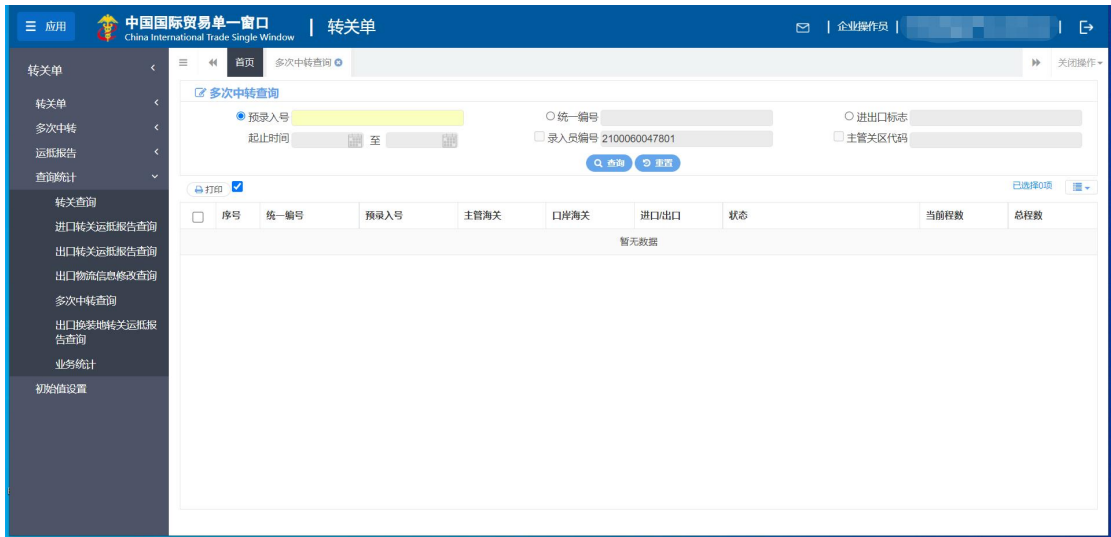 应用
中国国际贸易单一窗口
China International Trade Single Window
转关单
企业操作员
转关单
首页
多次中转查询
关闭操作
转关单
多次中转
运抵报告
查询统计
转关查询
进口转关运抵报告查询
出口转关运抵报告查询
出口物流信息修改查询
多次中转查询
出口换装地转关运抵报
告查询
业务统计
初始值设置
多次中转查询
预录入号 统一编号 进出口标志
起止时间 至 录入员编号 2100060047801 主管关区代码
查询 重置
打印 已选择0项
序号 统一编号 预录入号 主管海关 口岸海关 进口/出口 状态 当前程数 总程数
暂无数据